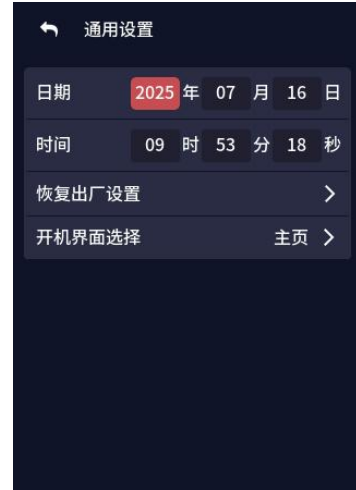 通用设置
日期 2025 年 07 月 16 日
时间 09 时 53 分 18 秒
恢复出厂设置
开机界面选择 主页